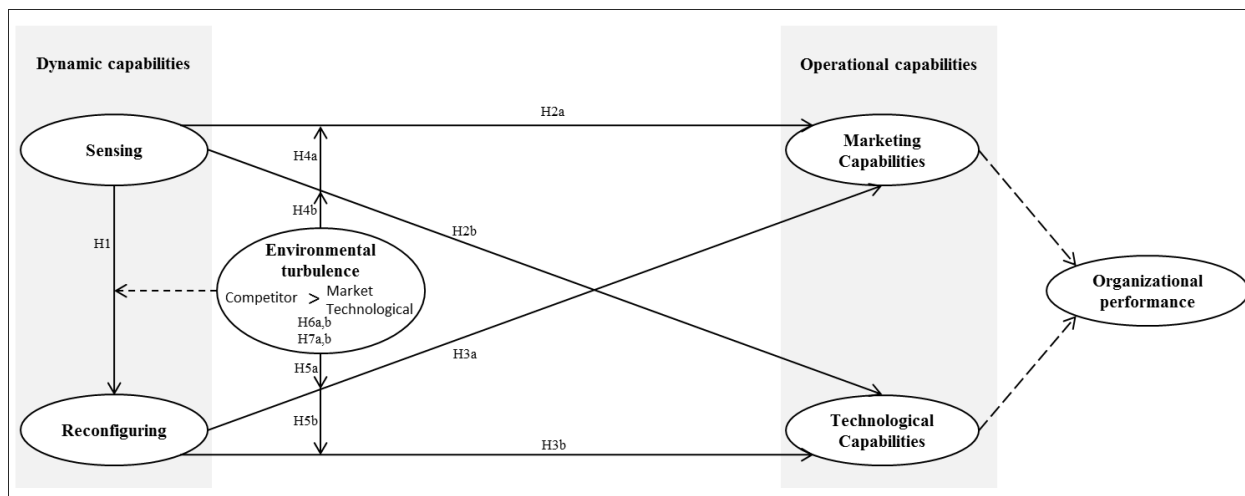 Dynamic capabilities
Operational capabilities
H2a
Sensing
Marketing
Capabilities
H4a
H4b
H2b
H1
Environmental
turbulence
Competitor > Market
Technological
H6a,b
H7a,b
Organizational
performance
H5a
H3a
H5b
Reconfiguring
Technological
Capabilities
H3b